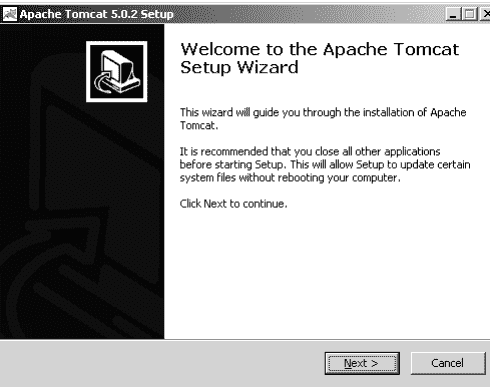 Apache Tomcat 5.0.2 Setup
Welcome to the Apache Tomcat
Setup Wizard
This wizard will guide you through the installation of Apache
Tomcat.
It is recommended that you close all other applications
before starting Setup. This will allow Setup to update certain
system files without rebooting your computer.
Click Next to continue.
Next >
Cancel